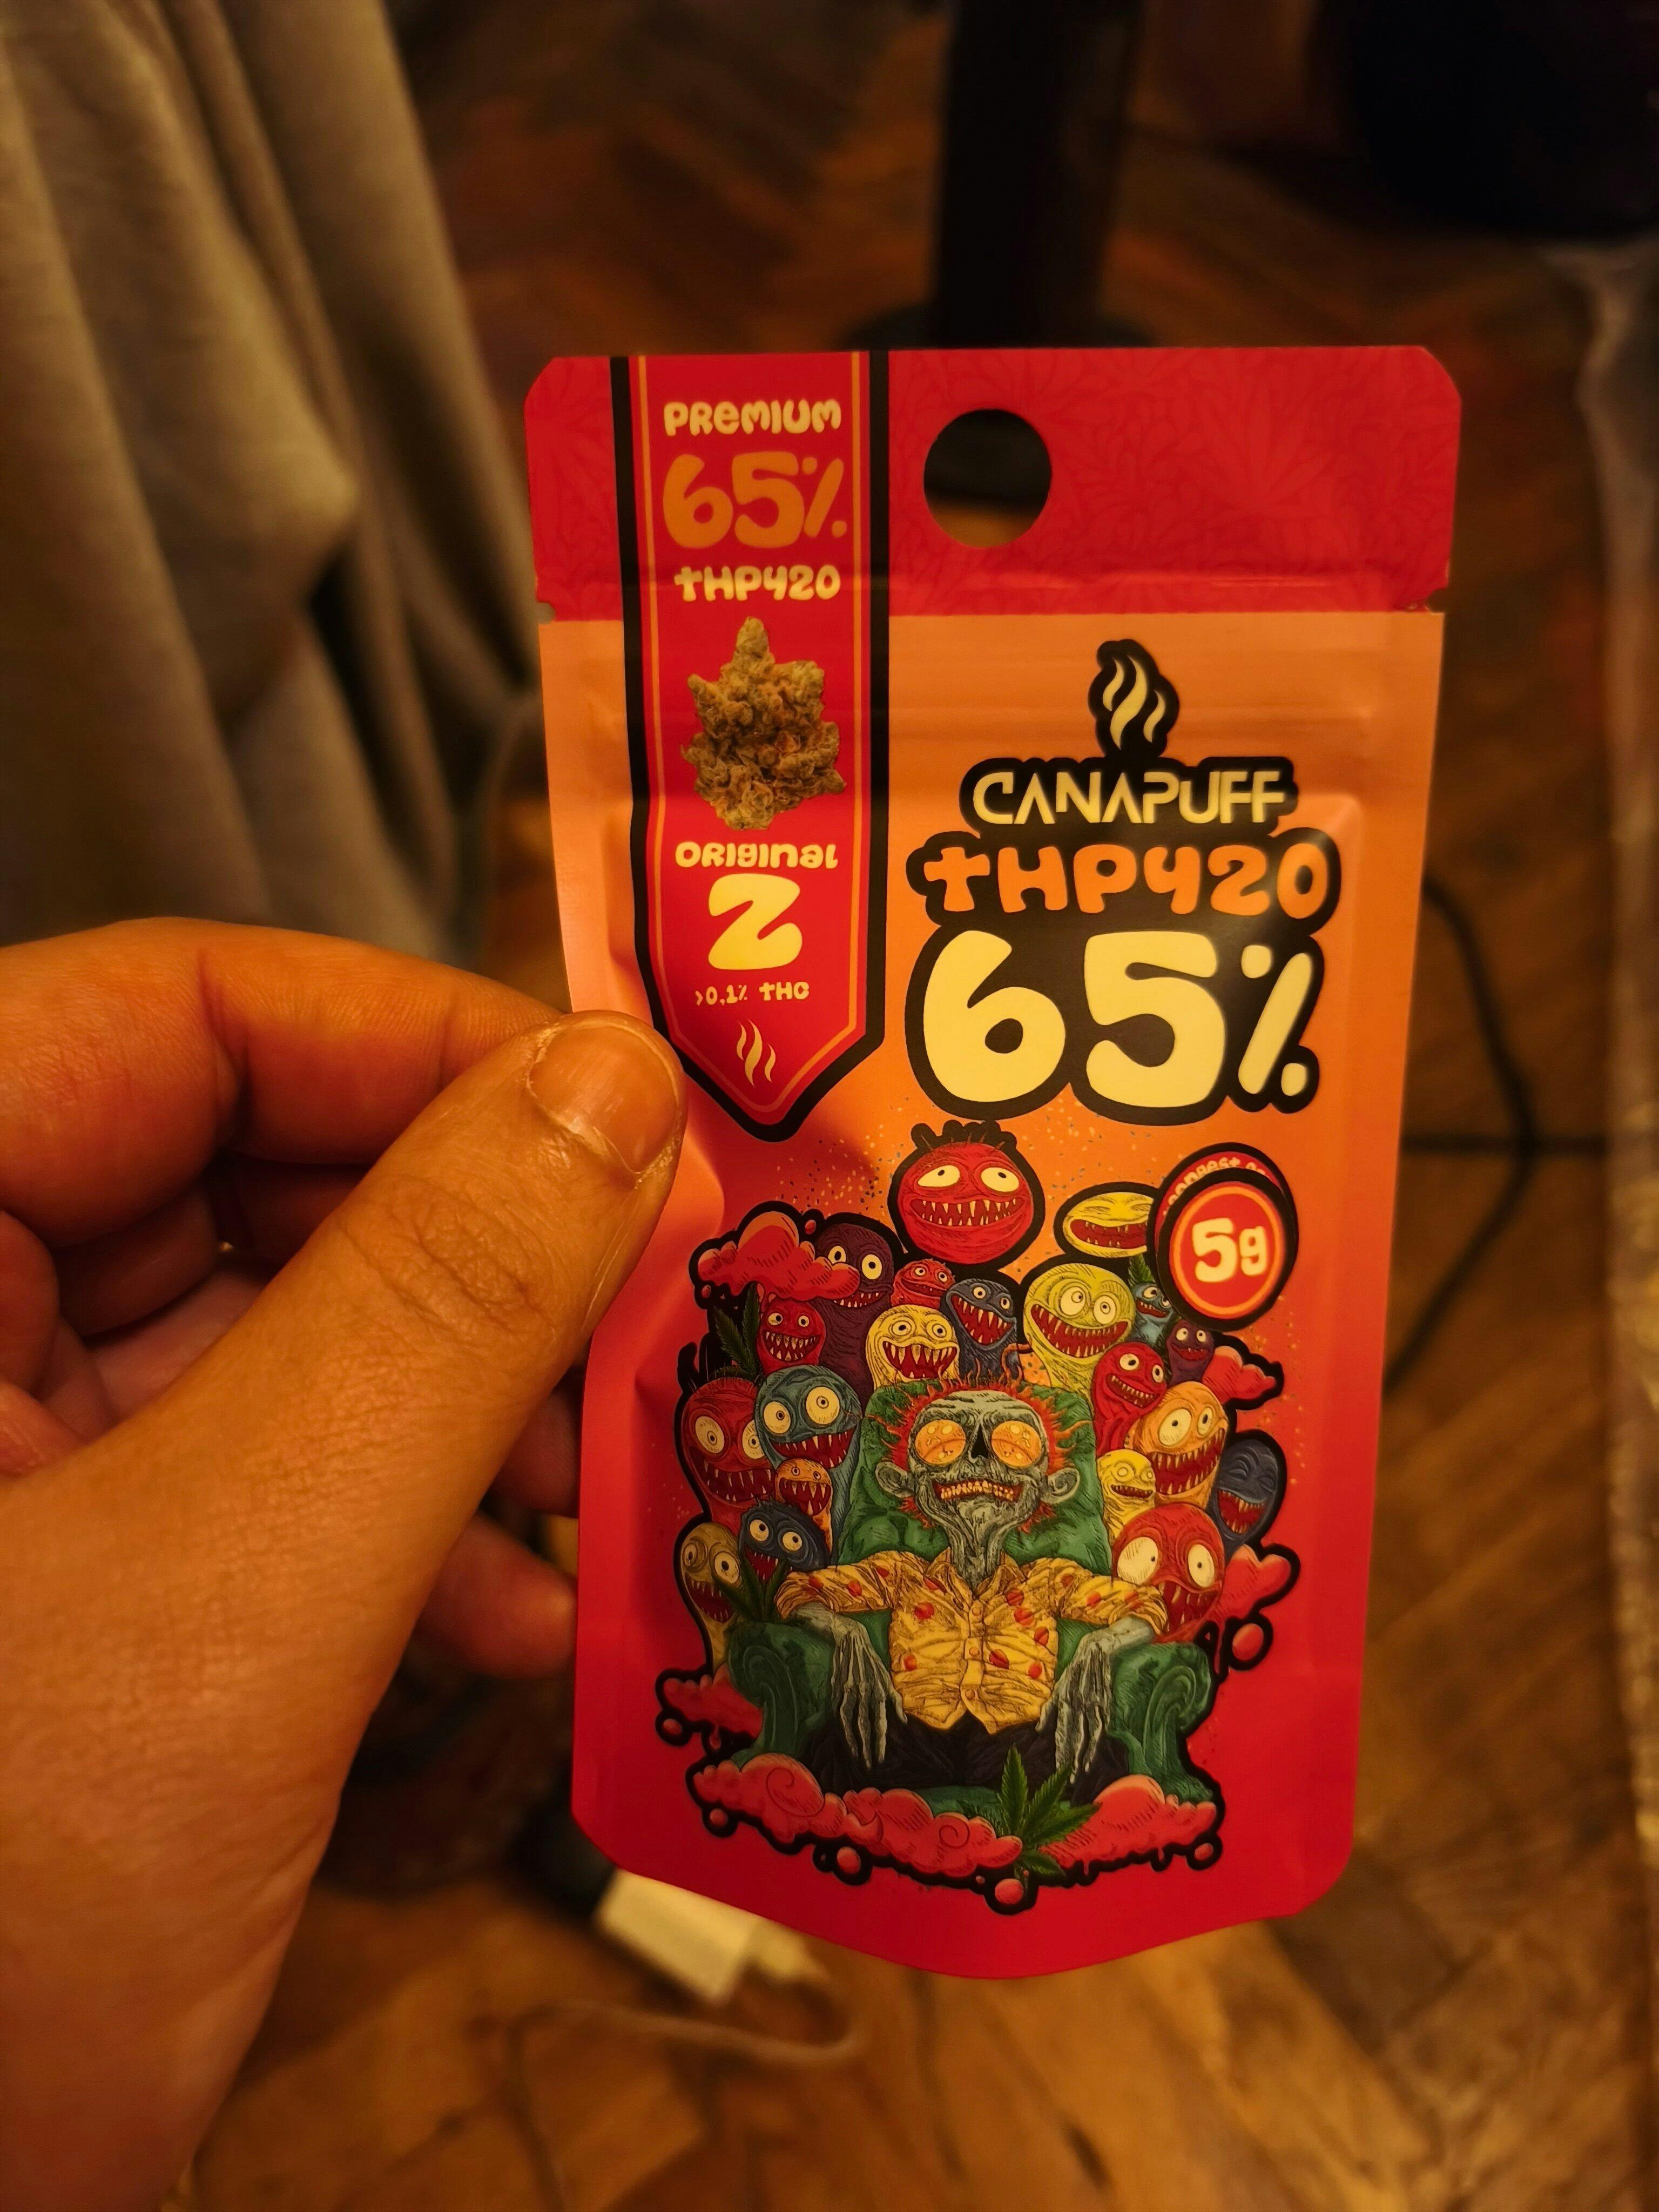 PREMIUM
65%
THP420
ORIGINAL
Z
>0,1% THC
CANAPUFF
THP420
65%
5g